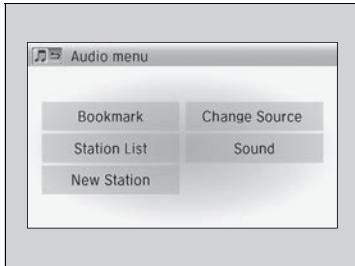 Audio menu
Bookmark Change Source
Station List Sound
New Station